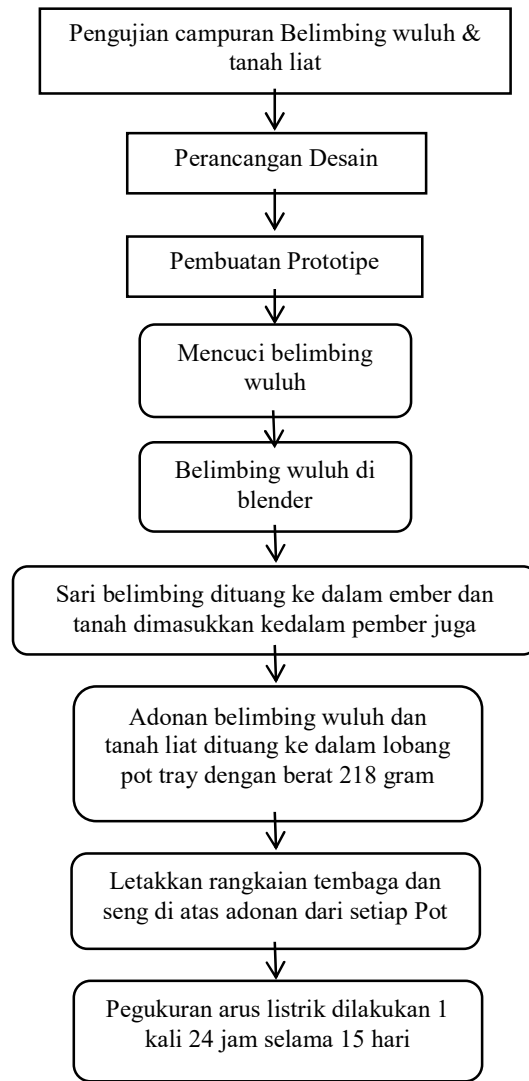 Pengujian campuran Belimbing wuluh &
tanah liat
Perancangan Desain
Pembuatan Prototipe
Mencuci belimbing
wuluh
Belimbing wuluh di
blender
Sari belimbing dituang ke dalam ember dan
tanah dimasukkan kedalam pember juga
Adonan belimbing wuluh dan
tanah liat dituang ke dalam lobang
pot tray dengan berat 218 gram
Letakkan rangkaian tembaga dan
seng di atas adonan dari setiap Pot
Pegukuran arus listrik dilakukan 1
kali 24 jam selama 15 hari